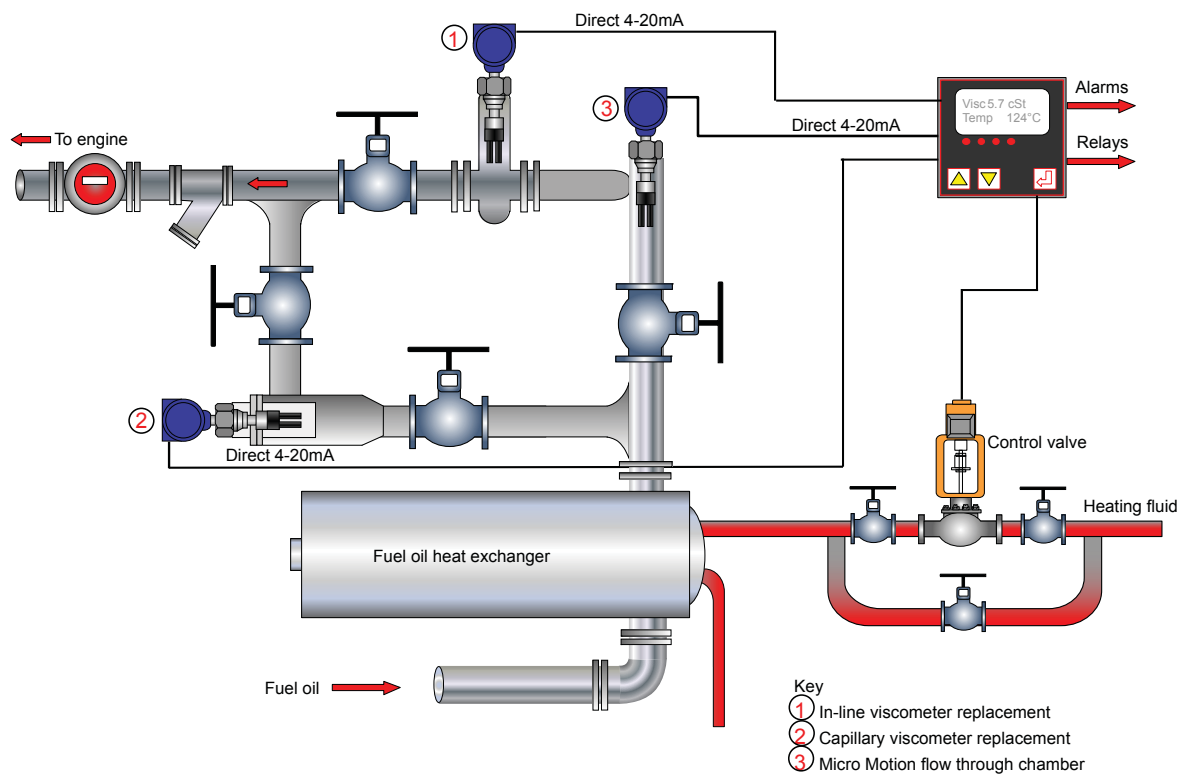 Direct 4-20mA
1
3
Visc 5.7 cSt
Temp 124°C
Alarms
Direct 4-20mA
Relays
To engine
2
Direct 4-20mA
Control valve
Heating fluid
Fuel oil heat exchanger
Fuel oil
Key
1 In-line viscometer replacement
2 Capillary viscometer replacement
3 Micro Motion flow through chamber